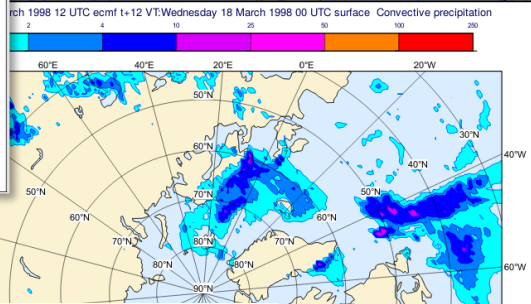 rch 1998 12 UTC ecmf t+12 VT:Wednesday 18 March 1998 00 UTC surface Convective precipitation
2 4 10 25 50 100 250
60°E 40°E 20°E 0°E 20°W
50°N
30°N
60°N 40°N 40°W
50°N 70°N 50°N
60°N 60°N
70°N 80°N 70°N
80°N 80°N 60°W
90°N